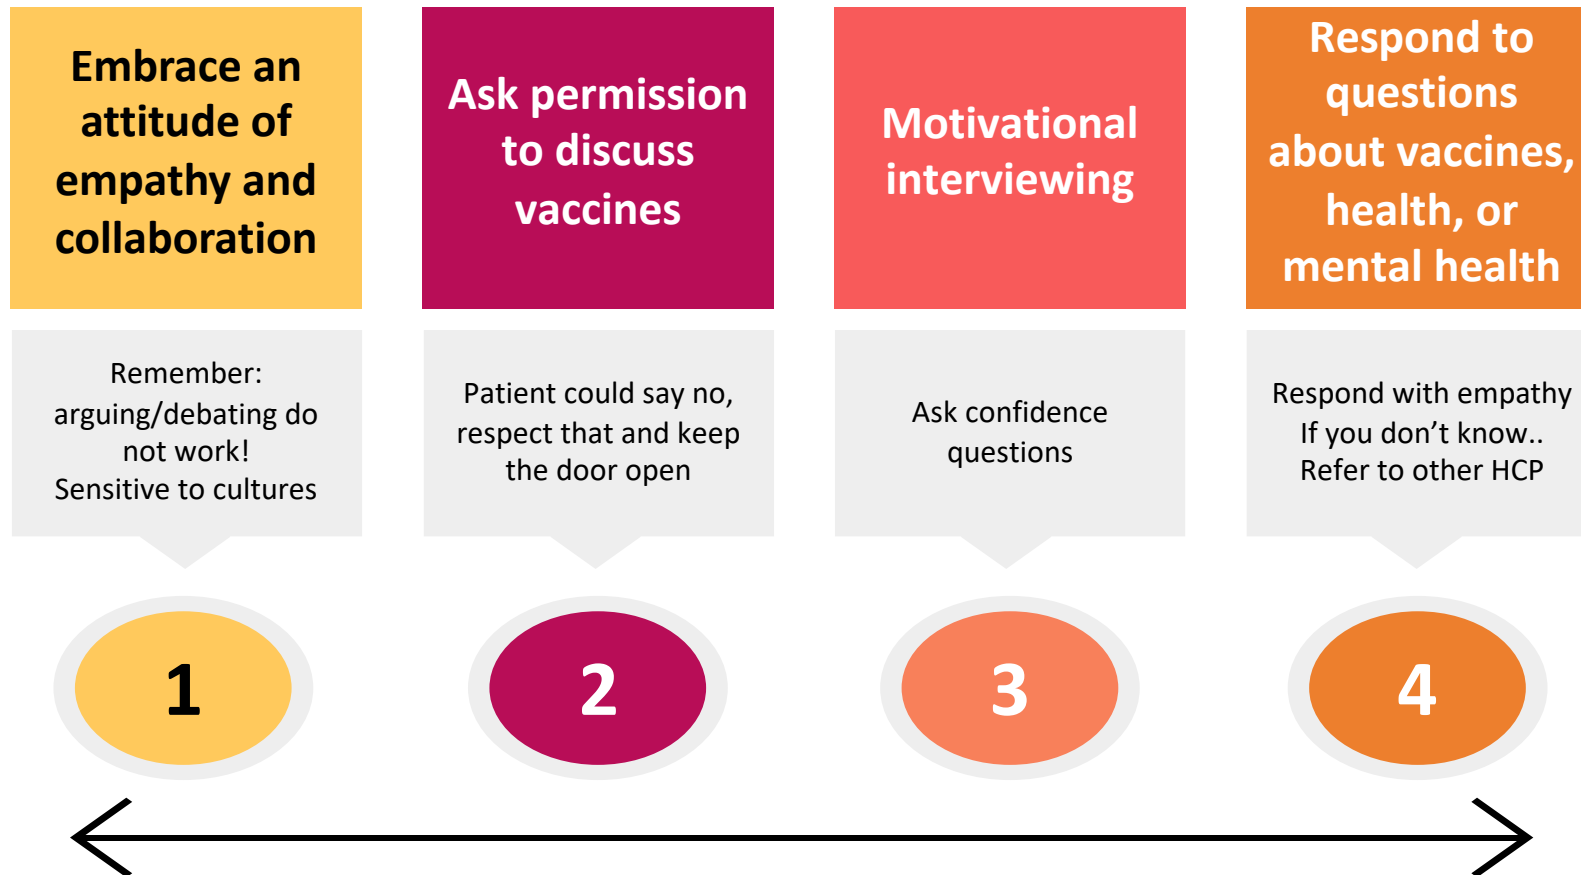 Embrace an
attitude of
empathy and
collaboration
Remember:
arguing/debating do
not work!
Sensitive to cultures
1
Ask permission
to discuss
vaccines
Patient could say no,
respect that and keep
the door open
2
Motivational
interviewing
Ask confidence
questions
3
Respond to
questions
about vaccines,
health, or
mental health
Respond with empathy
If you don’t know..
Refer to other HCP
4